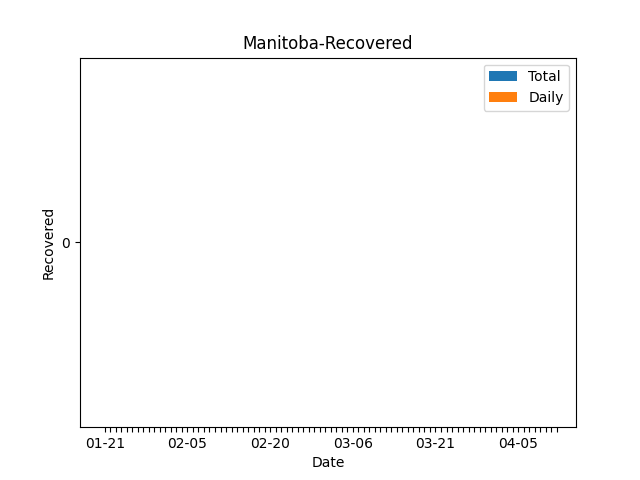 Manitoba-Recovered
Total
Daily
Recovered
0
01-21 02-05 02-20 03-06 03-21 04-05
Date